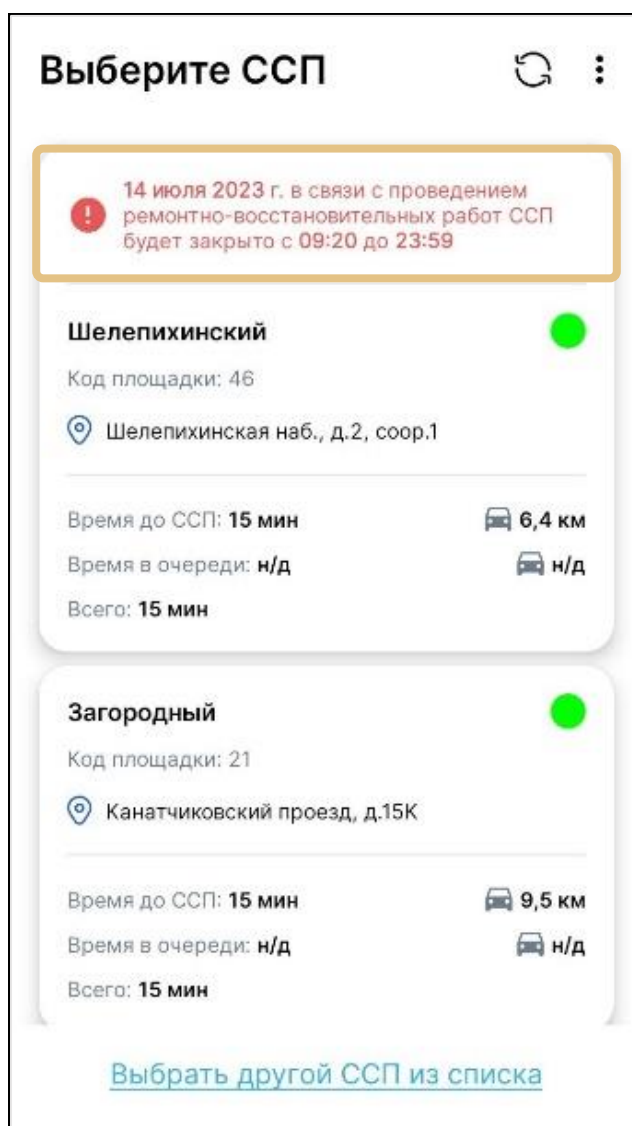 Выберите ССП
14 июля 2023 г. в связи с проведением
ремонтно-восстановительных работ ССП
будет закрыто с 09:20 до 23:59
Шелепихинский
Код площадки: 46
Шелепихинская наб., д.2, соор.1
Время до ССП: 15 мин 6,4 км
Время в очереди: н/д н/д
Всего: 15 мин
Загородный
Код площадки: 21
Канатчиковский проезд, д.15К
Время до ССП: 15 мин 9,5 км
Время в очереди: н/д н/д
Всего: 15 мин
Выбрать другой ССП из списка